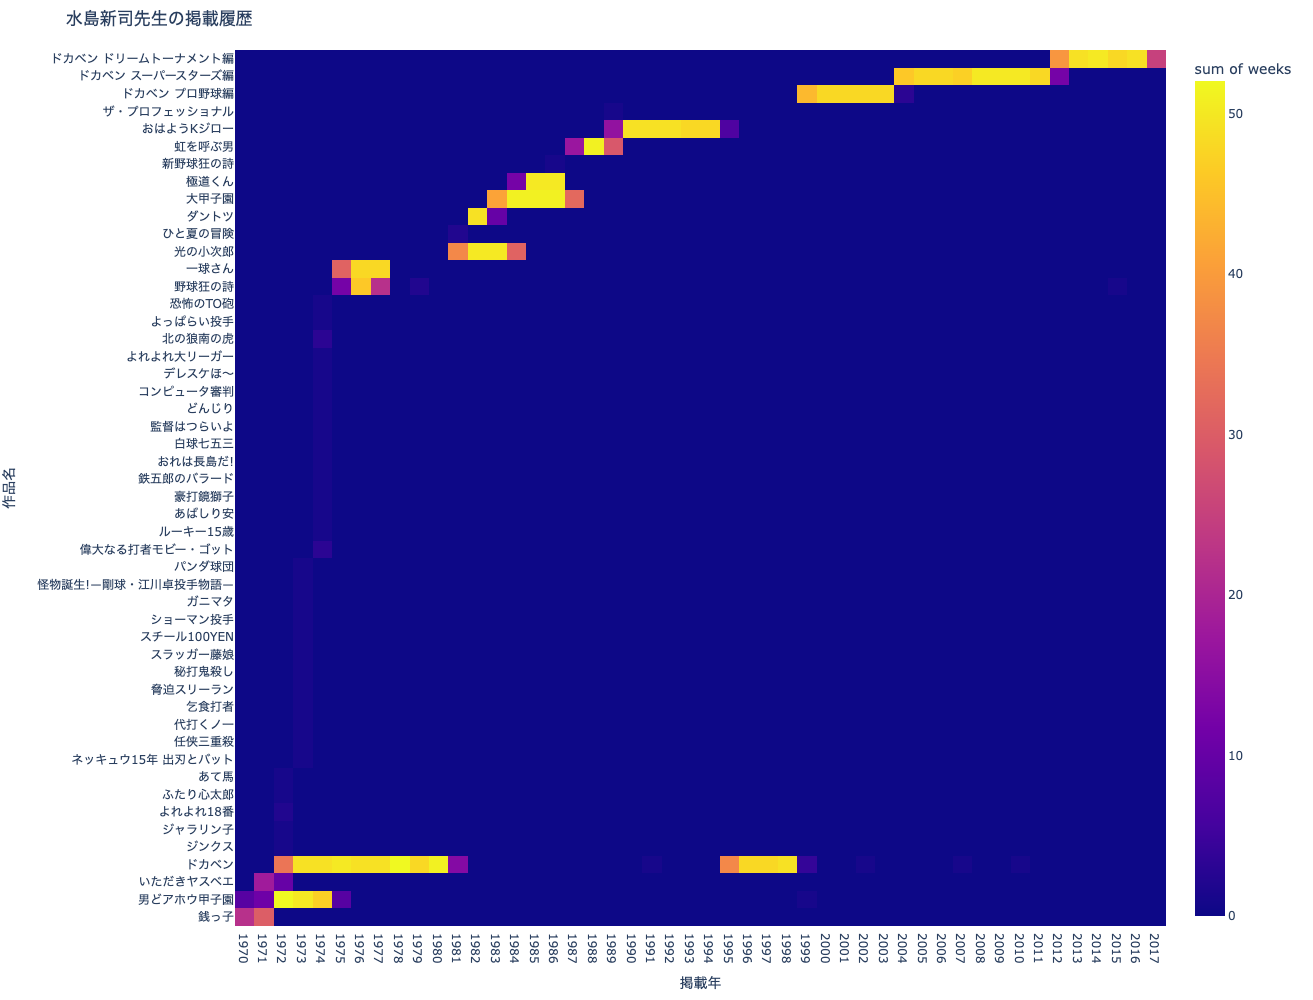 水島新司先生の掲載履歴
sum of weeks
ドカベン ドリームトーナメント編
ドカベン スーパースターズ編
ドカベン プロ野球編
ザ・プロフェッショナル
おはようKジロー
虹を呼ぶ男
新野球狂の詩
極道くん
大甲子園
ダントツ
ひと夏の冒険
光の小次郎
一球さん
野球狂の詩
恐怖のTO砲
よっぱらい投手
北の狼南の虎
よれよれ大リーガー
デレスケほ〜
コンピュータ審判
どんじり
監督はつらいよ
白球七五三
おれは長島だ!
鉄五郎のバラード
豪打鏡獅子
あばしり安
ルーキー15歳
偉大なる打者モビー・ゴット
パンダ球団
怪物誕生!—剛球・江川卓投手物語—
ガニマタ
ショーマン投手
スチール100YEN
スラッガー藤娘
秘打鬼殺し
脅迫スリーラン
乞食打者
代打くノ一
任侠三重殺
ネッキュウ15年 出刃とバット
あて馬
ふたり心太郎
よれよれ18番
ジャラリン子
ジンクス
ドカベン
いただきヤスベエ
男どアホウ甲子園
銭っ子
作品名
50
40
30
20
10
0
1970
1971
1972
1973
1974
1975
1976
1977
1978
1979
1980
1981
1982
1983
1984
1985
1986
1987
1988
1989
1990
1991
1992
1993
1994
1995
1996
1997
1998
1999
2000
2001
2002
2003
2004
2005
2006
2007
2008
2009
2010
2011
2012
2013
2014
2015
2016
2017
掲載年